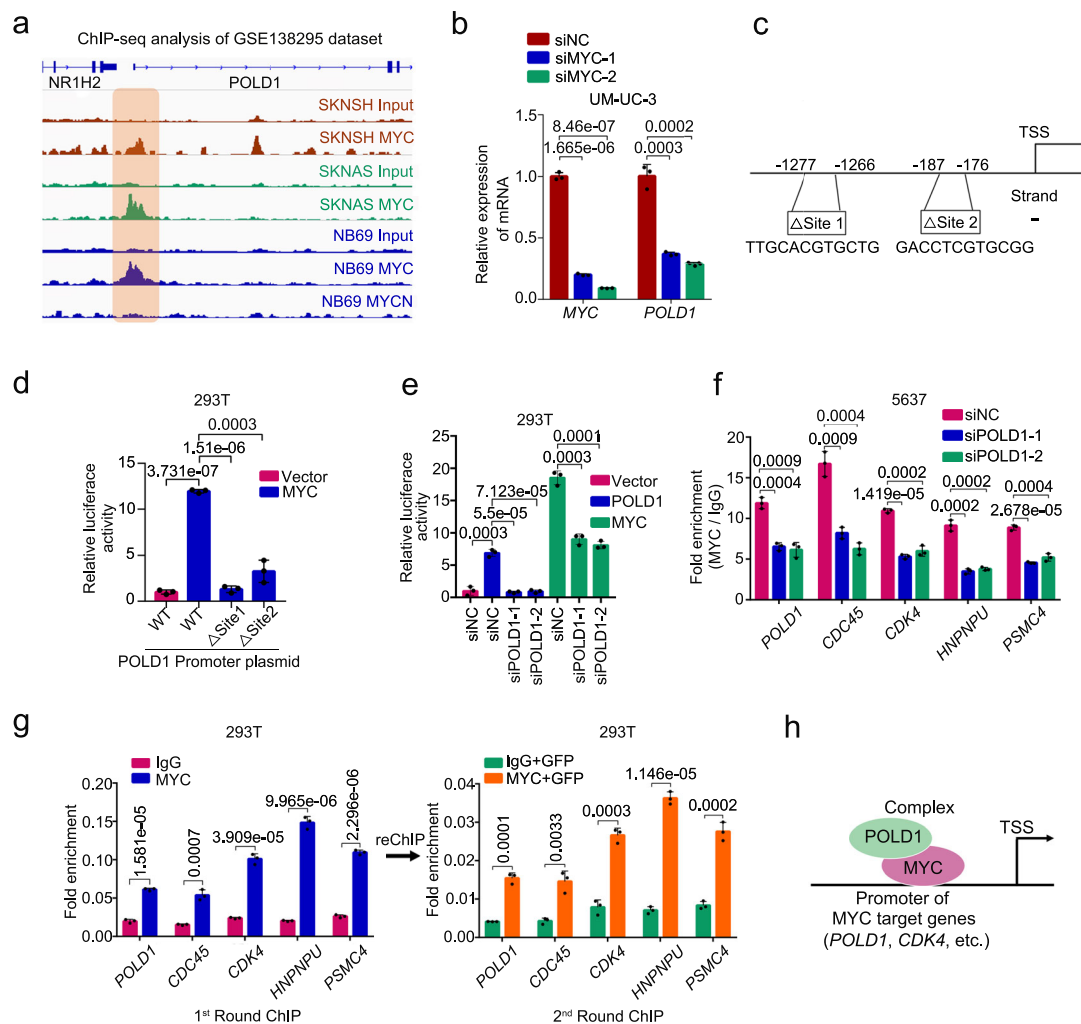 a
ChIP-seq analysis of GSE138295 dataset
NR1H2
POLD1
SKNSH Input
SKNSH MYC
SKNAS Input
SKNAS MYC
NB69 Input
NB69 MYC
NB69 MYCN
b
siNC
siMYC-1
siMYC-2
UM-UC-3
Relative expression
of mRNA
1.5
1.0
0.5
0.0
8.46e-07
1.665e-06
0.0002
0.0003
MYC
POLD1
c
TSS
-1277
-1266
-187
-176
Strand
-
△Site 1
△Site 2
TTGCACGTGCTG
GACCTCGTGCGG
d
293T
Relative luciferace
activity
15
10
5
0
0.0003
1.51e-06
3.731e-07
Vector
MYC
WT
WT
△Site1
△Site2
POLD1 Promoter plasmid
e
293T
Relative luciferace
activity
25
20
15
10
5
0
0.0001
0.0003
7.123e-05
5.5e-05
0.0003
Vector
POLD1
MYC
siNC
siNC
siPOLD1-1
siPOLD1-2
siNC
siPOLD1-1
siPOLD1-2
f
5637
siNC
siPOLD1-1
siPOLD1-2
Fold enrichment
(MYC / IgG)
20
15
10
5
0
0.0009
0.0004
0.0004
0.0009
0.0002
1.419e-05
0.0002
0.0002
0.0004
2.678e-05
POLD1
CDC45
CDK4
HNPNPU
PSMC4
g
293T
IgG
MYC
Fold enrichment
0.20
0.15
0.10
0.05
0.00
1.581e-05
0.0007
3.909e-05
9.965e-06
2.296e-06
POLD1
CDC45
CDK4
HNPNPU
PSMC4
1st Round ChIP
reChIP
293T
IgG+GFP
MYC+GFP
Fold enrichment
0.04
0.03
0.02
0.01
0.00
0.0001
0.0033
0.0003
1.146e-05
0.0002
POLD1
CDC45
CDK4
HNPNPU
PSMC4
2nd Round ChIP
h
Complex
POLD1
MYC
TSS
Promoter of
MYC target genes
(POLD1, CDK4, etc.)